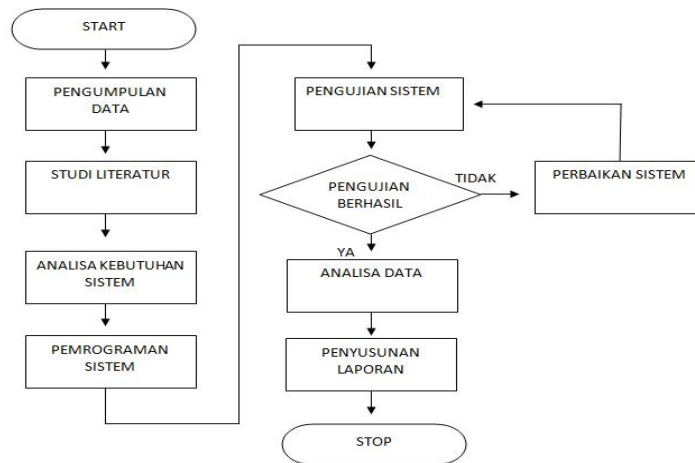 START
PENGUMPULAN
DATA
STUDI LITERATUR
ANALISA KEBUTUHAN
SISTEM
PEMROGRAMAN
SISTEM
PENGUJIAN SISTEM
PENGUJIAN
BERHASIL
TIDAK
PERBAIKAN SISTEM
YA
ANALISA DATA
PENYUSUNAN
LAPORAN
STOP